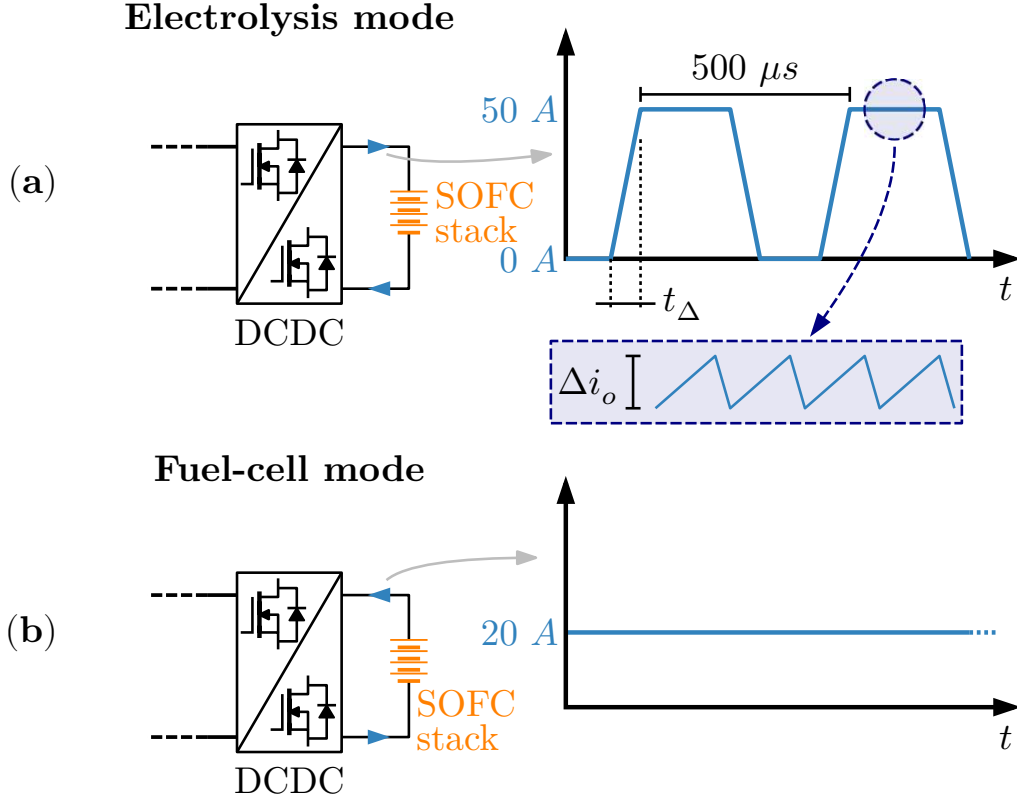 Electrolysis mode
(a)
DCDC
SOFC
stack
50 A
0 A
500 μs
t
t_Δ
Δi_o
Fuel-cell mode
(b)
DCDC
SOFC
stack
20 A
t